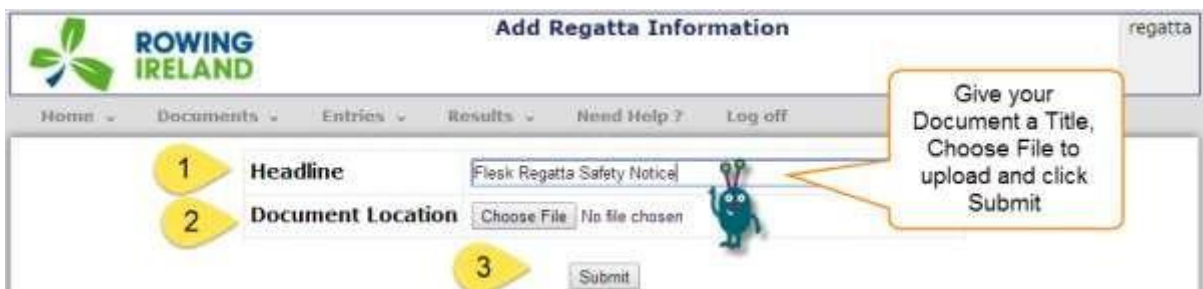 Add Regatta Information
regatta
ROWING
IRELAND
Home Documents Entries Results Need Help ? Log off
Give your
Document a Title,
Choose File to
upload and click
Submit
1 Headline Flesk Regatta Safety Notice
2 Document Location Choose File No file chosen
3 Submit